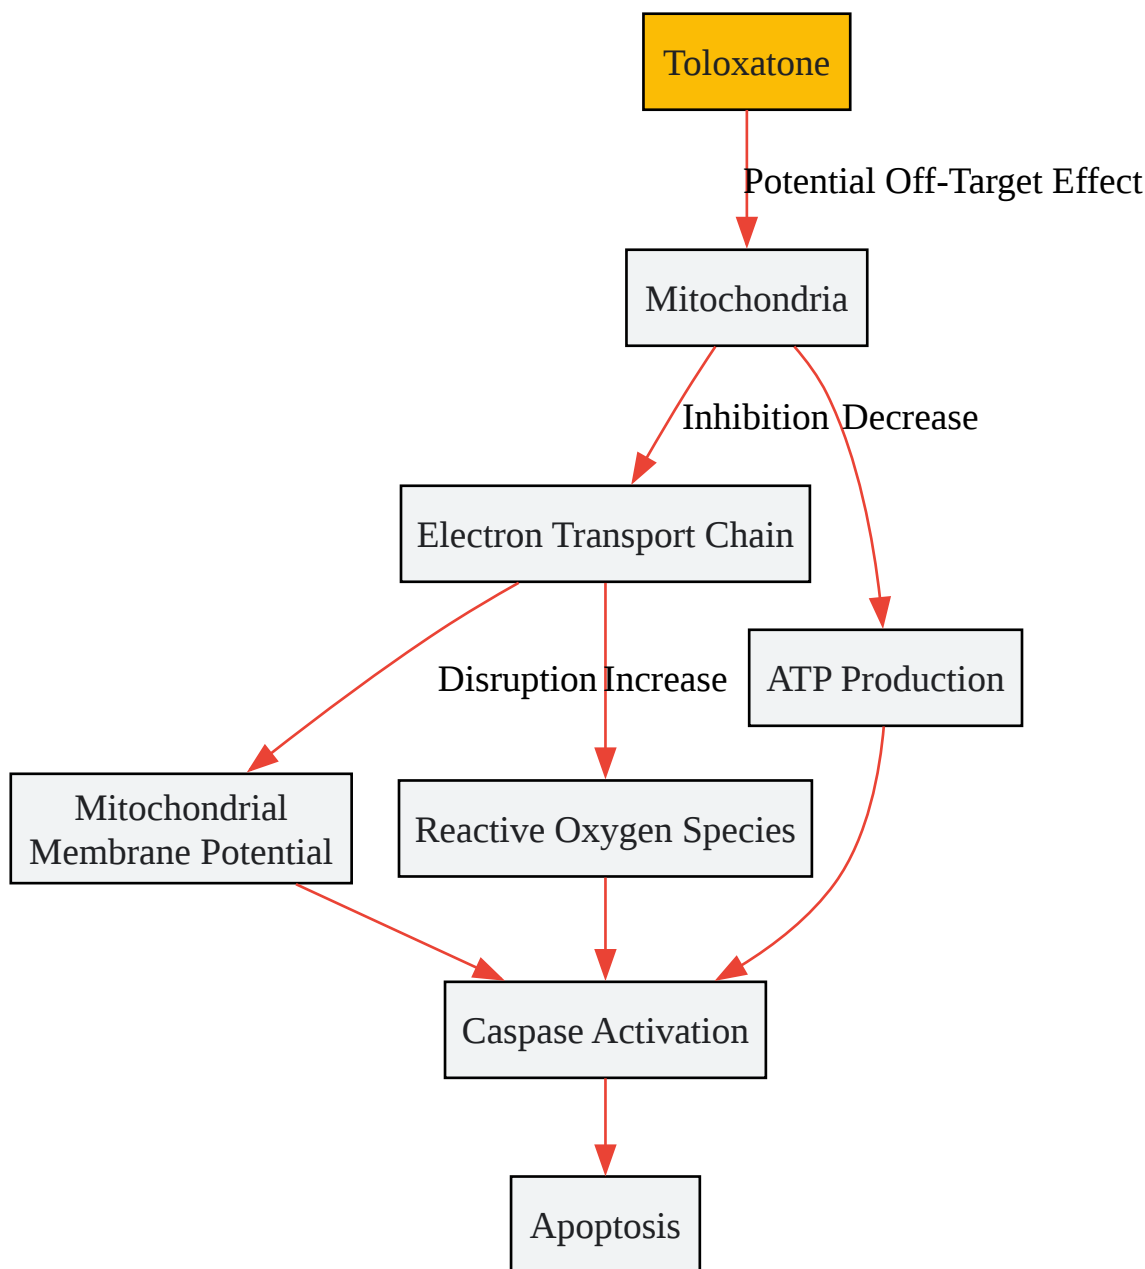 Toloxatone
Potential Off-Target Effect
Mitochondria
Inhibition
Decrease
Electron Transport Chain
Disruption
Increase
ATP Production
Mitochondrial
Membrane Potential
Reactive Oxygen Species
Caspase Activation
Apoptosis